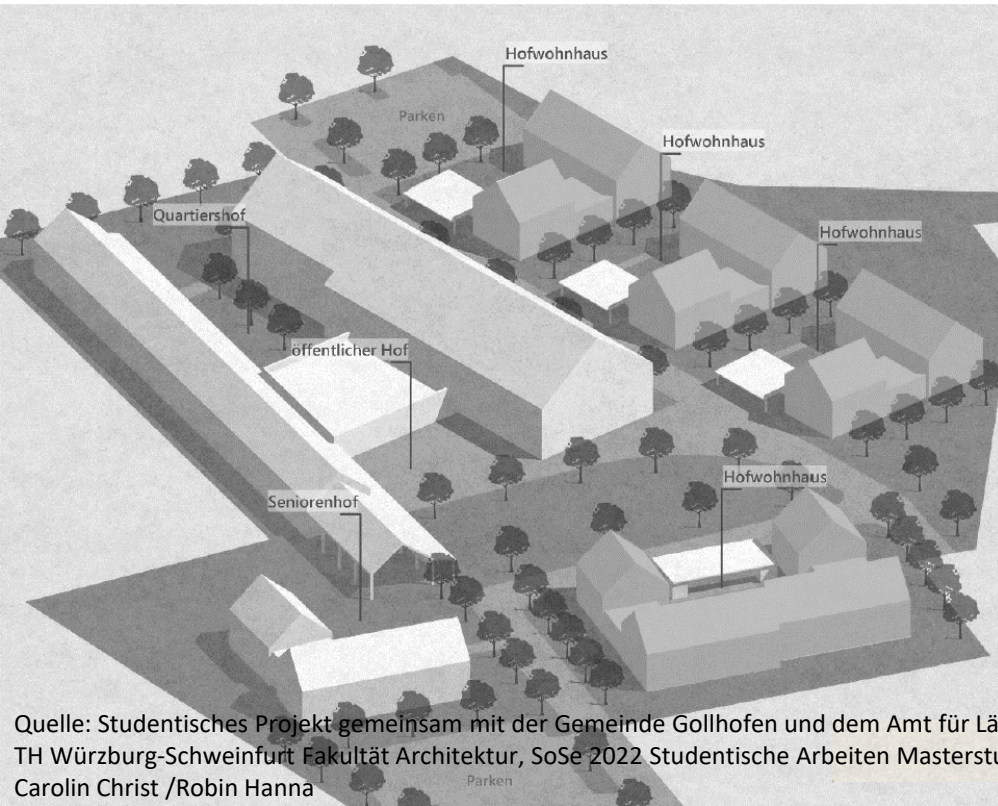 Hofwohnhaus
Parken
Hofwohnhaus
Quartiershof
Hofwohnhaus
öffentlicher Hof
Hofwohnhaus
Seniorenhof
Quelle: Studentisches Projekt gemeinsam mit der Gemeinde Gollhofen und dem Amt für Lä
TH Würzburg-Schweinfurt Fakultät Architektur, SoSe 2022 Studentische Arbeiten Masterstu
Carolin Christ /Robin Hanna
Parken